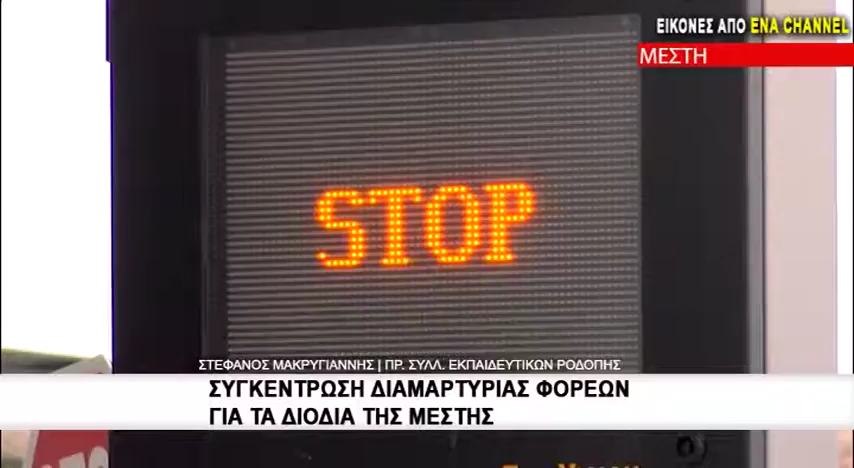 ΕΙΚΟΝΕΣ ΑΠΟ ENA CHANNEL
ΜΕΣΤΗ
STOP
ΣΤΕΦΑΝΟΣ ΜΑΚΡΥΓΙΑΝΝΗΣ | ΠΡ. ΣΥΛΛ. ΕΚΠΑΙΔΕΥΤΙΚΩΝ ΡΟΔΟΠΗΣ
ΣΥΓΚΕΝΤΡΩΣΗ ΔΙΑΜΑΡΤΥΡΙΑΣ ΦΟΡΕΩΝ
ΓΙΑ ΤΑ ΔΙΟΔΙΑ ΤΗΣ ΜΕΣΤΗΣ